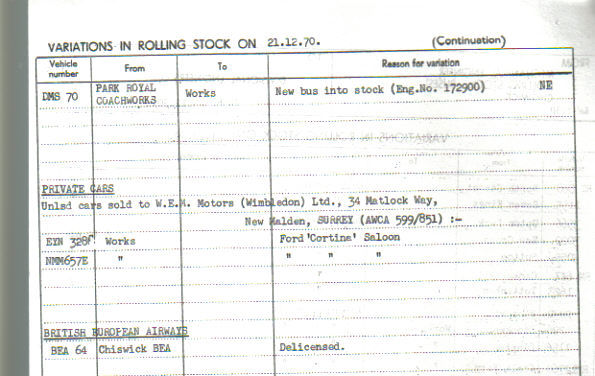 VARIATIONS IN ROLLING STOCK ON 21.12.70. (Continuation)
Vehicle number From To Reason for variation
DMS 70 PARK ROYAL COACHWORKS Works New bus into stock (Eng.No. 172900) NE
PRIVATE CARS
Unlsd cars sold to W.E.M. Motors (Wimbledon) Ltd., 34 Matlock Way,
New Malden, SURREY (AWCA 599/851) :-
EYN 328F Works Ford 'Cortina' Saloon
NMM657E " " " "
BRITISH EUROPEAN AIRWAYS
BEA 64 Chiswick BEA Delicensed.